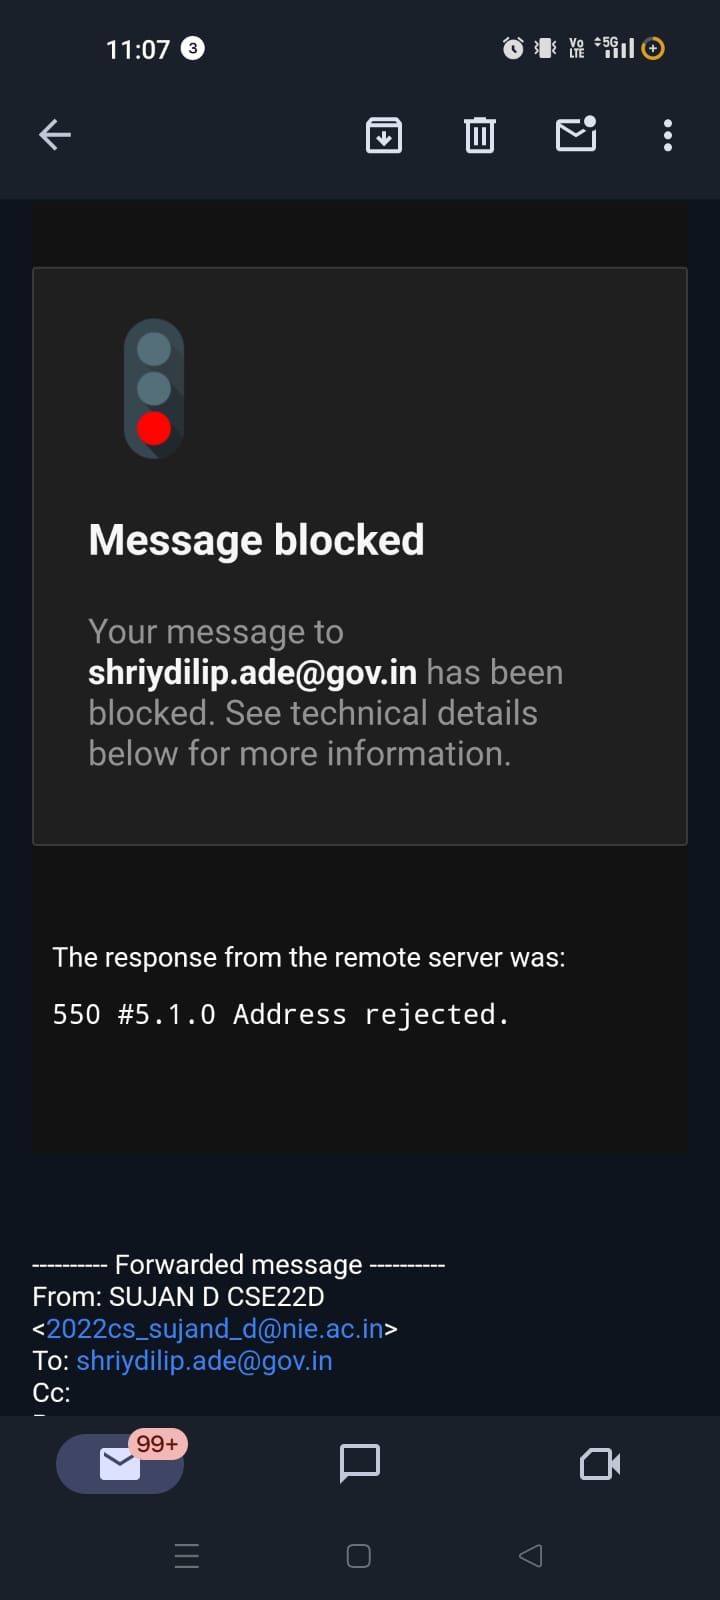 11:07 3 Vo LTE 5G
Message blocked
Your message to
shriydilip.ade@gov.in has been
blocked. See technical details
below for more information.
The response from the remote server was:
550 #5.1.0 Address rejected.
---------- Forwarded message ----------
From: SUJAN D CSE22D
<2022cs_sujand_d@nie.ac.in>
To: shriydilip.ade@gov.in
Cc:
99+